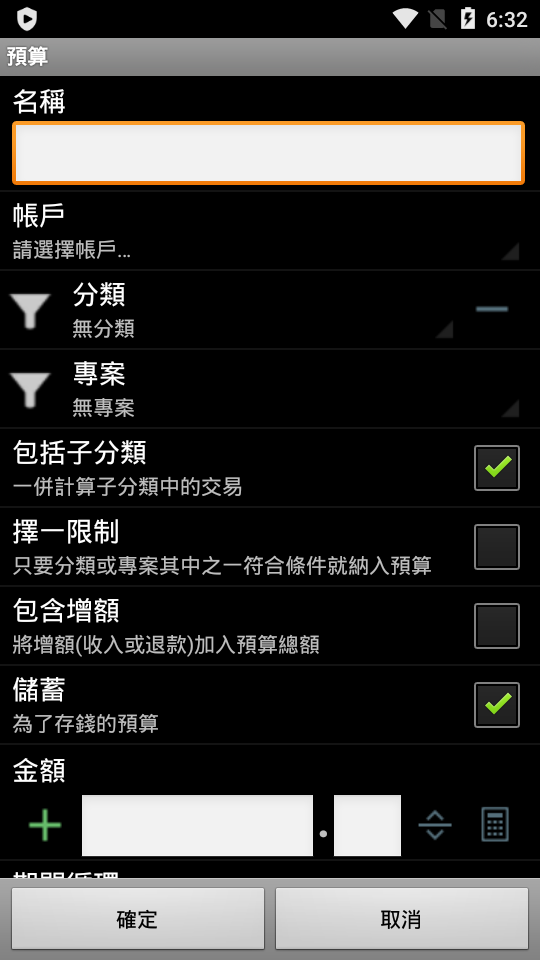 6:32
預算
名稱
帳戶
請選擇帳戶...
分類
無分類
專案
無專案
包括子分類
一併計算子分類中的交易
擇一限制
只要分類或專案其中之一符合條件就納入預算
包含增額
將增額(收入或退款)加入預算總額
儲蓄
為了存錢的預算
金額
.
確定
取消